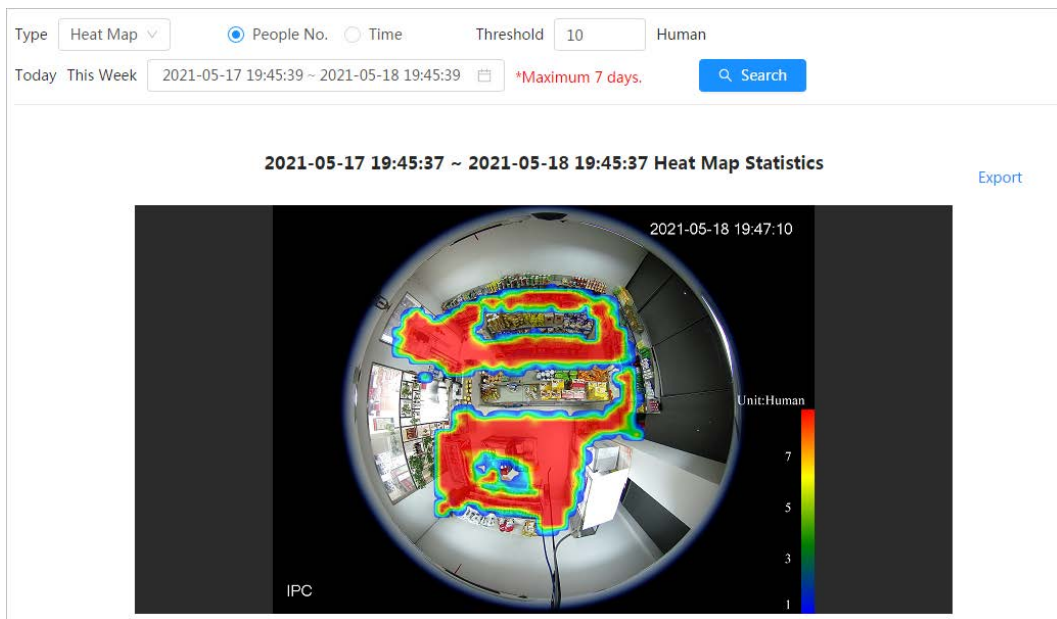 Type Heat Map People No. Time Threshold 10 Human
Today This Week 2021-05-17 19:45:39 ~ 2021-05-18 19:45:39 *Maximum 7 days. Search
2021-05-17 19:45:37 ~ 2021-05-18 19:45:37 Heat Map Statistics
Export
2021-05-18 19:47:10
Unit:Human
7
5
3
IPC
1